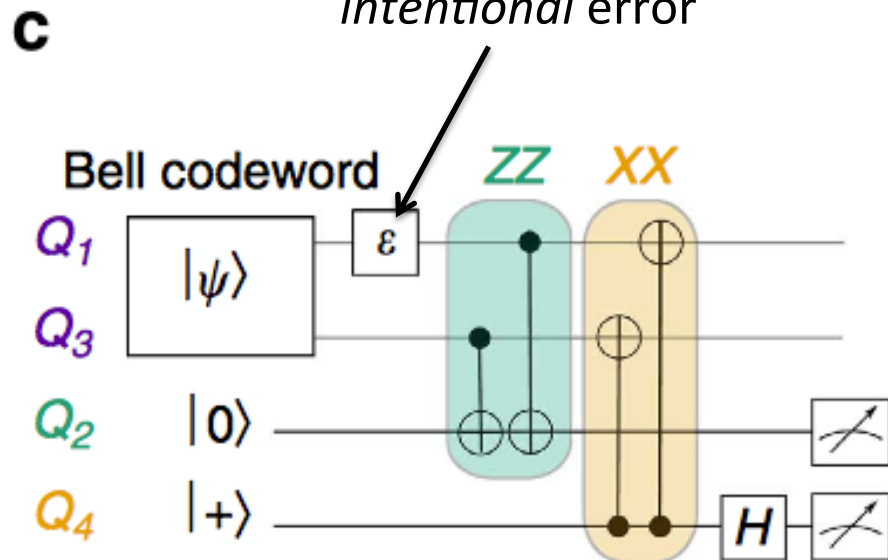 c
intentional error
Bell codeword
ZZ XX
Q1 |ψ⟩ ε
Q3
Q2 |0⟩
Q4 |+⟩ H